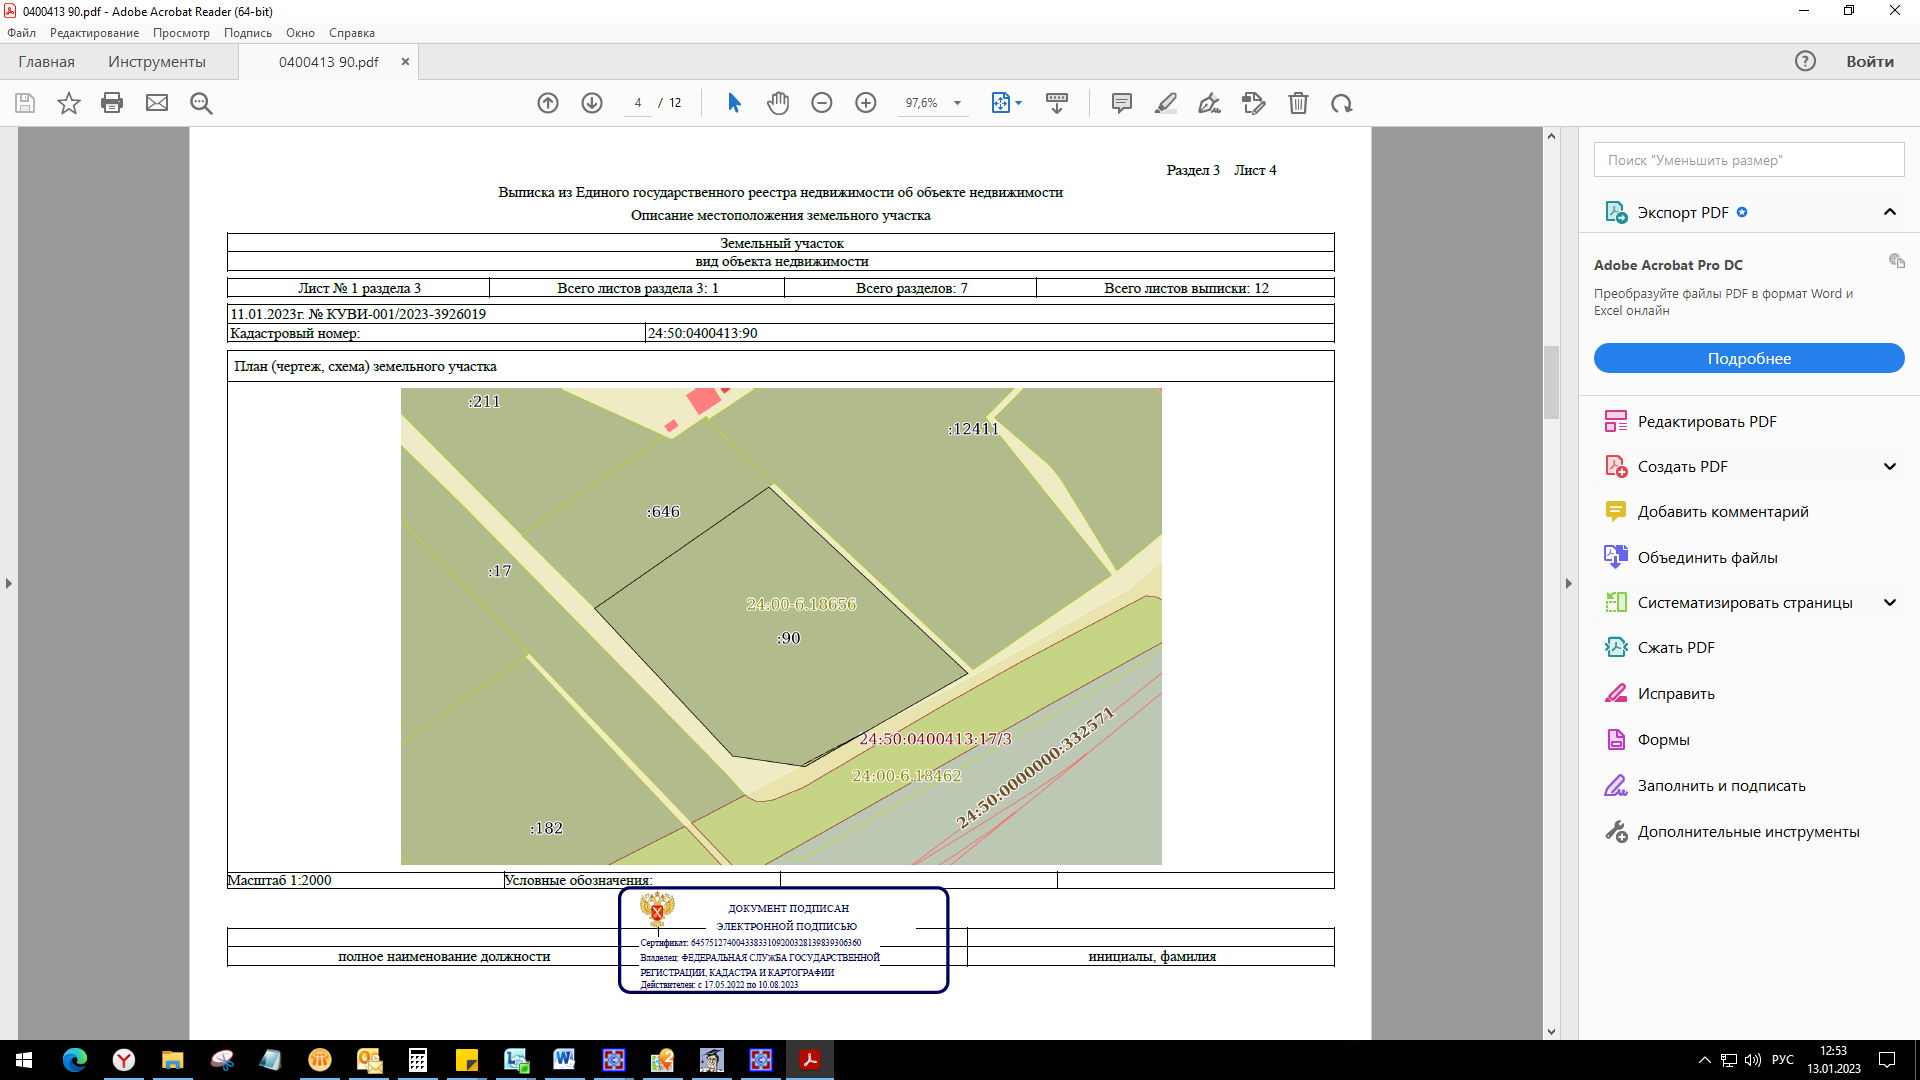 0400413 90.pdf - Adobe Acrobat Reader (64-bit)
Файл Редактирование Просмотр Подпись Окно Справка
Главная Инструменты 0400413 90.pdf × ? Войти
4 / 12 97,6%
Раздел 3 Лист 4
Выписка из Единого государственного реестра недвижимости об объекте недвижимости
Описание местоположения земельного участка
Земельный участок
вид объекта недвижимости
Лист № 1 раздела 3 Всего листов раздела 3: 1 Всего разделов: 7 Всего листов выписки: 12
11.01.2023г. № КУВИ-001/2023-3926019
Кадастровый номер: 24:50:0400413:90
План (чертеж, схема) земельного участка
:211
:12411
:646
:17
24:00-6.18656
:90
24:50:0400413:17/3
24:00-6.18462
24:50:0000000:332571
:182
Масштаб 1:2000 Условные обозначения:
ДОКУМЕНТ ПОДПИСАН
ЭЛЕКТРОННОЙ ПОДПИСЬЮ
Сертификат: 64575127400433833109200328139839306360
Владелец: ФЕДЕРАЛЬНАЯ СЛУЖБА ГОСУДАРСТВЕННОЙ
РЕГИСТРАЦИИ, КАДАСТРА И КАРТОГРАФИИ
Действителен: с 17.05.2022 по 10.08.2023
полное наименование должности инициалы, фамилия
Поиск "Уменьшить размер"
Экспорт PDF
Adobe Acrobat Pro DC
Преобразуйте файлы PDF в формат Word и
Excel онлайн
Подробнее
Редактировать PDF
Создать PDF
Добавить комментарий
Объединить файлы
Систематизировать страницы
Сжать PDF
Исправить
Формы
Заполнить и подписать
Дополнительные инструменты
РУС
12:53
13.01.2023